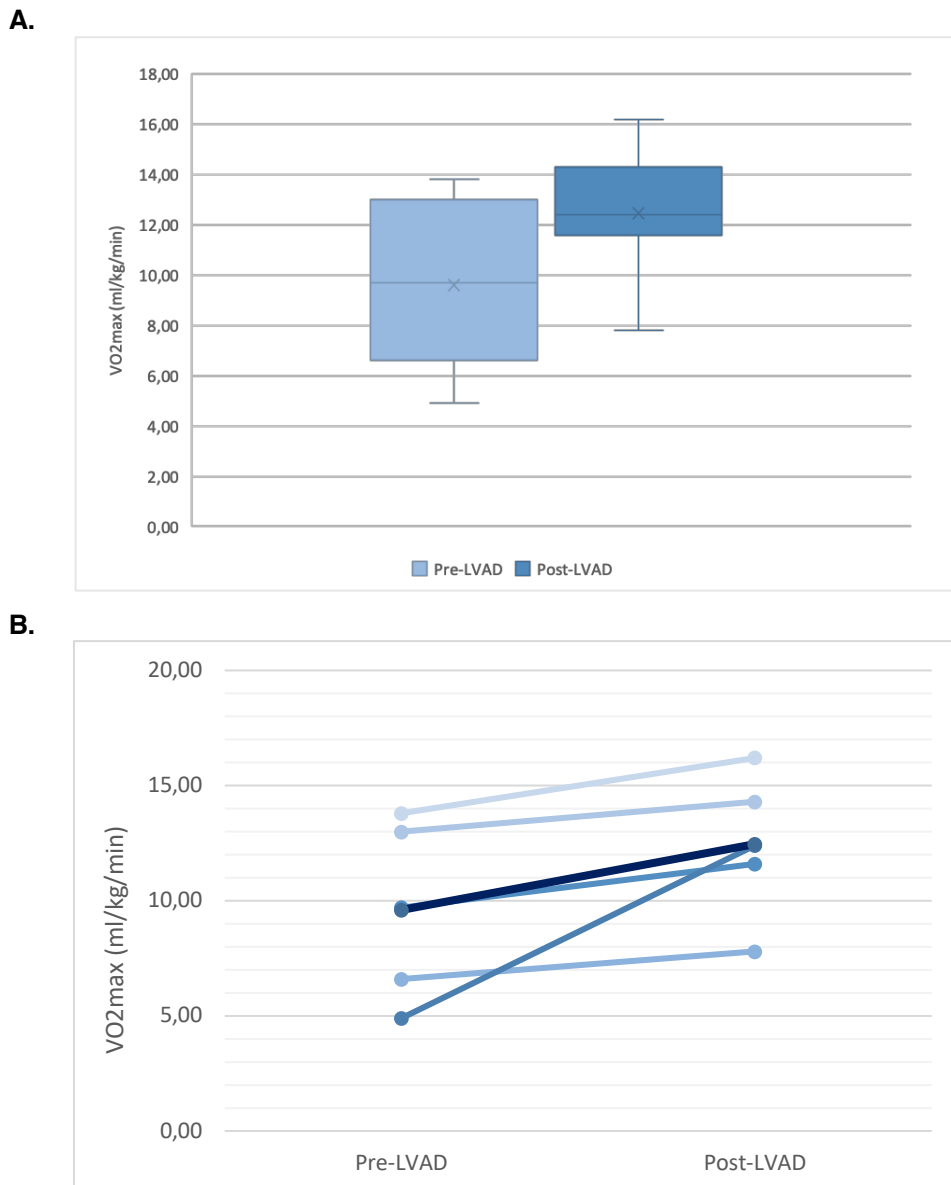 A.
18,00
16,00
14,00
12,00
10,00
8,00
6,00
4,00
2,00
0,00
VO2max (ml/kg/min)
Pre-LVAD Post-LVAD
B.
20,00
15,00
10,00
5,00
0,00
VO2max (ml/kg/min)
Pre-LVAD Post-LVAD